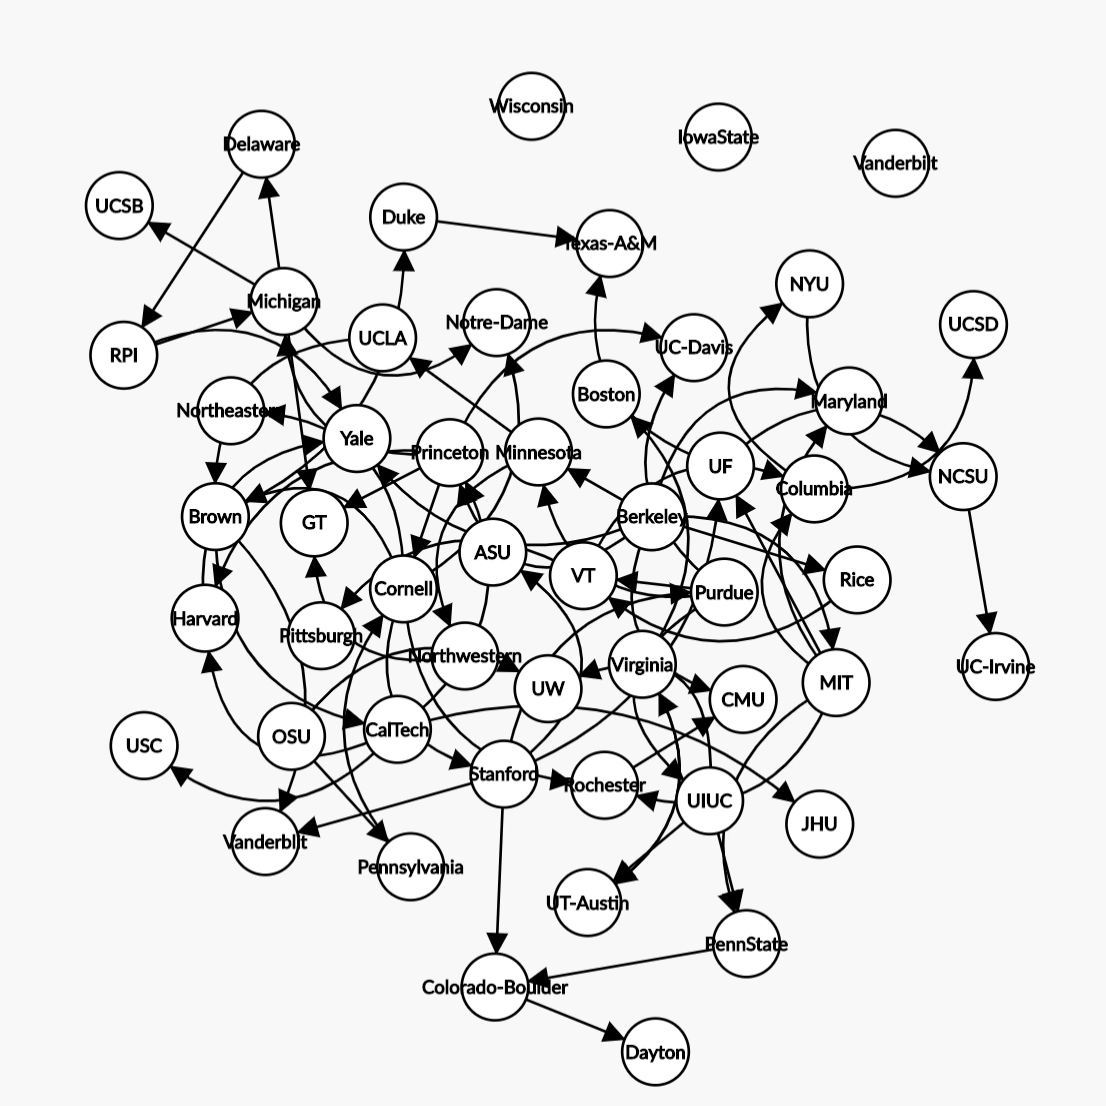 Wisconsin
IowaState
Vanderbilt
Delaware
UCSB
Duke
Texas-A&M
NYU
Michigan
Notre-Dame
UCSD
UCLA
UC-Davis
RPI
Boston
Maryland
Northeastern
Yale
Princeton
Minnesota
UF
NCSU
Columbia
Brown
GT
Berkeley
ASU
VT
Rice
Cornell
Purdue
Harvard
Pittsburgh
Northwestern
Virginia
UC-Irvine
UW
MIT
CMU
CalTech
OSU
USC
Stanford
Rochester
UIUC
JHU
Vanderblit
Pennsylvania
UT-Austin
PennState
Colorado-Boulder
Dayton